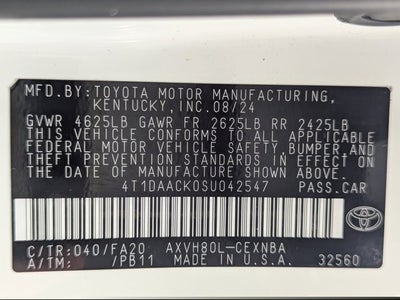 MFD.BY:TOYOTA MOTOR MANUFACTURING,
KENTUCKY,INC.08/24
GVWR 4625LB GAWR FR 2625LB RR 2425LB
THIS VEHICLE CONFORMS TO ALL APPLICABLE
FEDERAL MOTOR VEHICLE SAFETY,BUMPER,AND
THEFT PREVENTION STANDARDS IN EFFECT ON
THE DATE OF MANUFACTURE SHOWN ABOVE.
4T1DAACK0SU042547 PASS.CAR
C/TR:040/FA20 AXVH80L-CEXNBA
A/TM: /PB11 MADE IN U.S.A. 32560
TOYOTA